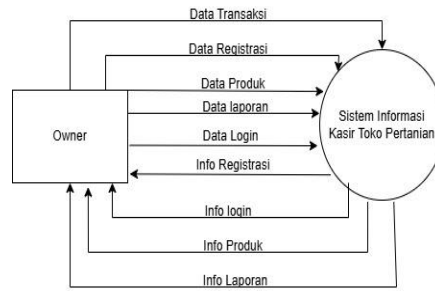 Data Transaksi
Data Registrasi
Data Produk
Data laporan
Data Login
Info Registrasi
Info login
Info Produk
Info Laporan
Owner
Sistem Informasi
Kasir Toko Pertanian